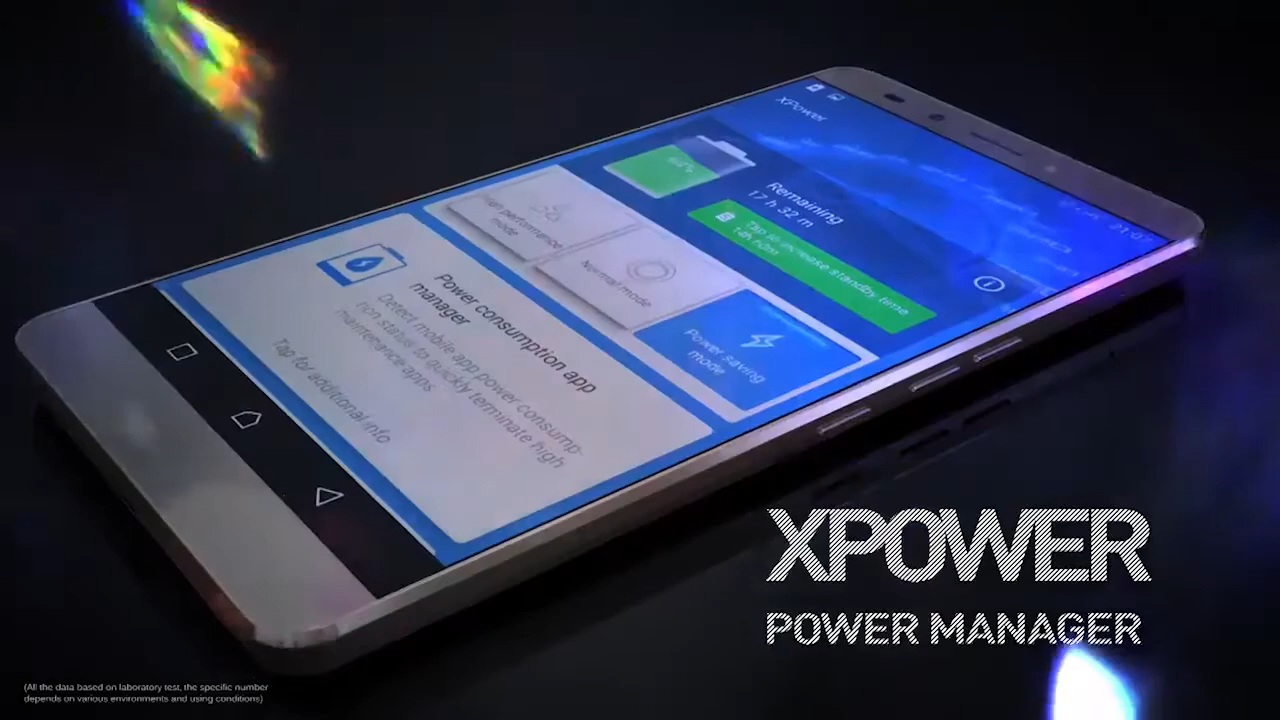 XPower
Remaining
17 h 32 m
Tap to increase standby time
14h 52m
High performance
mode
Normal mode
Power saving
mode
Power consumption app
manager
Detect mobile app power consump-
tion status to quickly terminate high
maintenance apps
Tap for additional info
XPOWER
POWER MANAGER
(All the data based on laboratory test, the specific number
depends on various environments and using conditions)